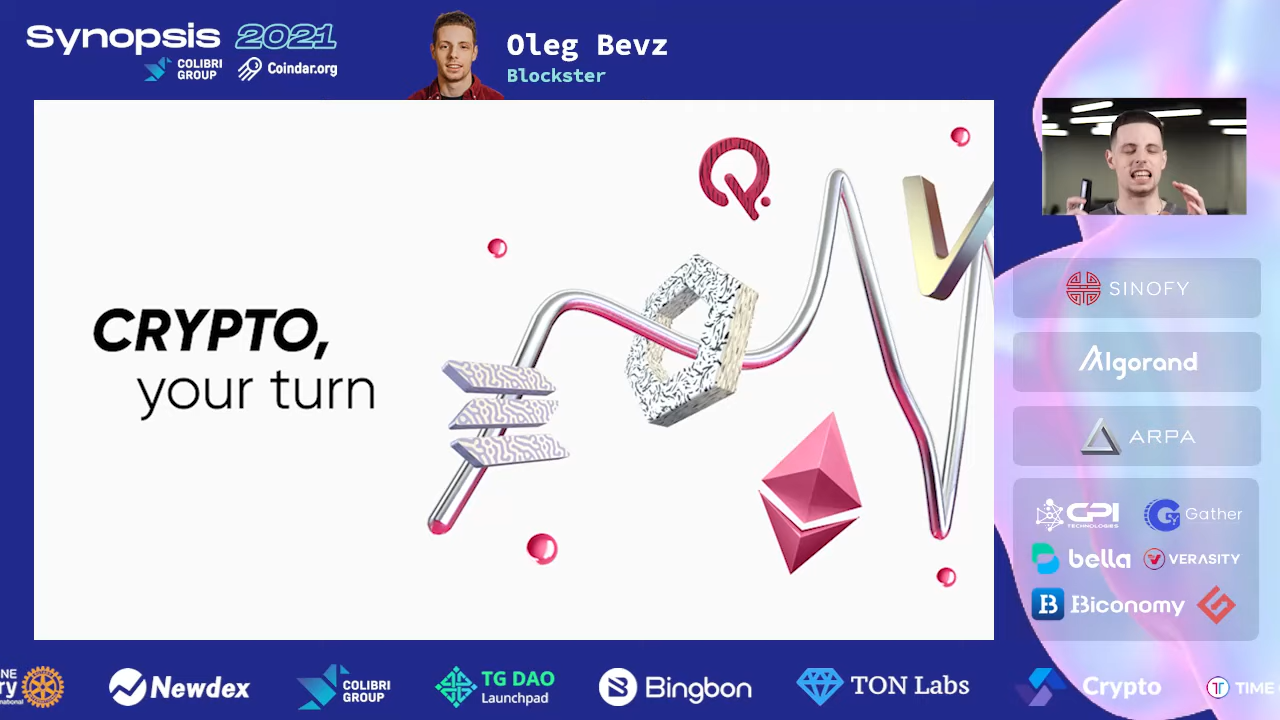 Synopsis 2021
COLIBRI
GROUP
Coindar.org
Oleg Bevz
Blockster
CRYPTO,
your turn
SINOFY
Algorand
ARPA
CPI
TECHNOLOGIES
Gather
bella
VERASITY
Biconomy
Newdex
COLIBRI
GROUP
TG DAO
Launchpad
Bingbon
TON Labs
Crypto
TIME